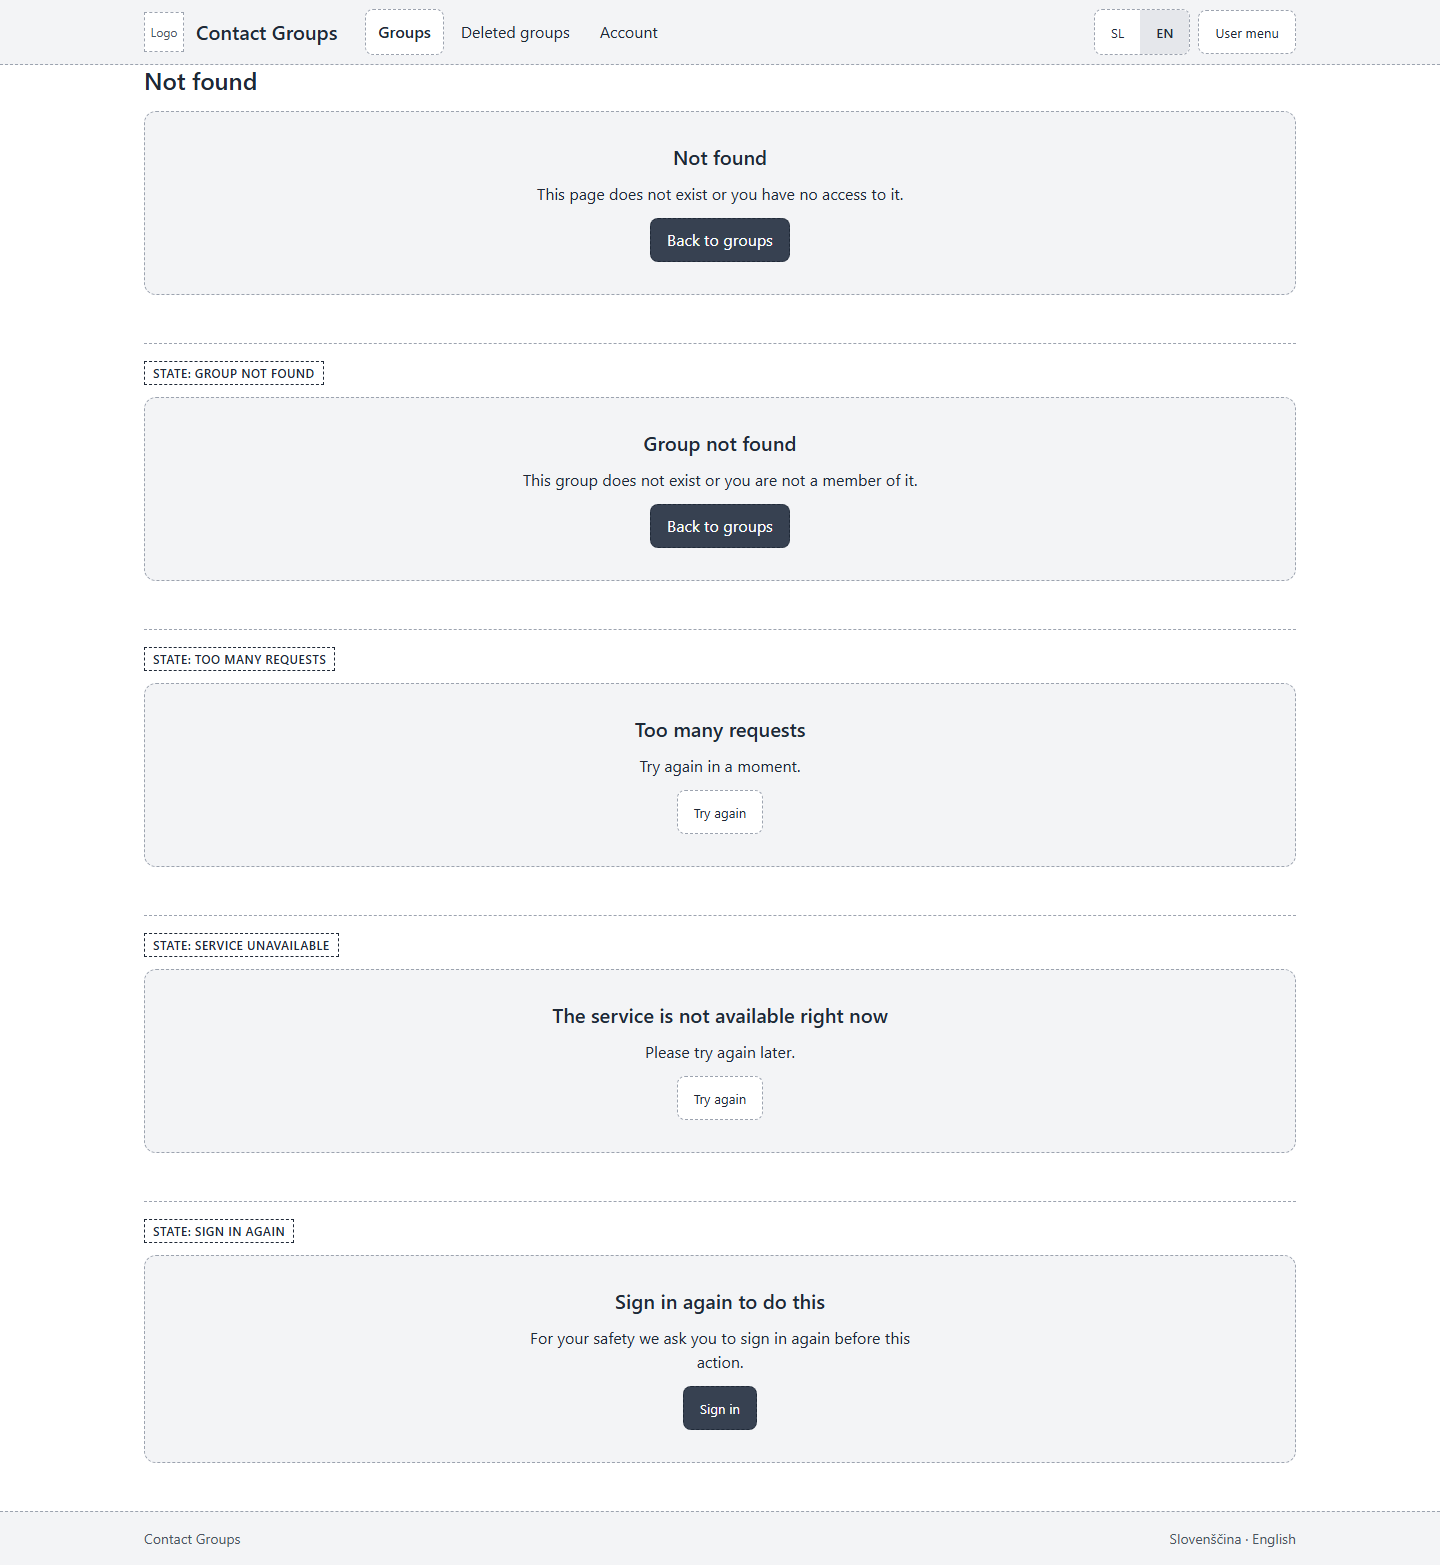 Logo
Contact Groups
Groups
Deleted groups
Account
SL
EN
User menu
Not found
Not found
This page does not exist or you have no access to it.
Back to groups
STATE: GROUP NOT FOUND
Group not found
This group does not exist or you are not a member of it.
Back to groups
STATE: TOO MANY REQUESTS
Too many requests
Try again in a moment.
Try again
STATE: SERVICE UNAVAILABLE
The service is not available right now
Please try again later.
Try again
STATE: SIGN IN AGAIN
Sign in again to do this
For your safety we ask you to sign in again before this
action.
Sign in
Contact Groups
Slovenščina · English